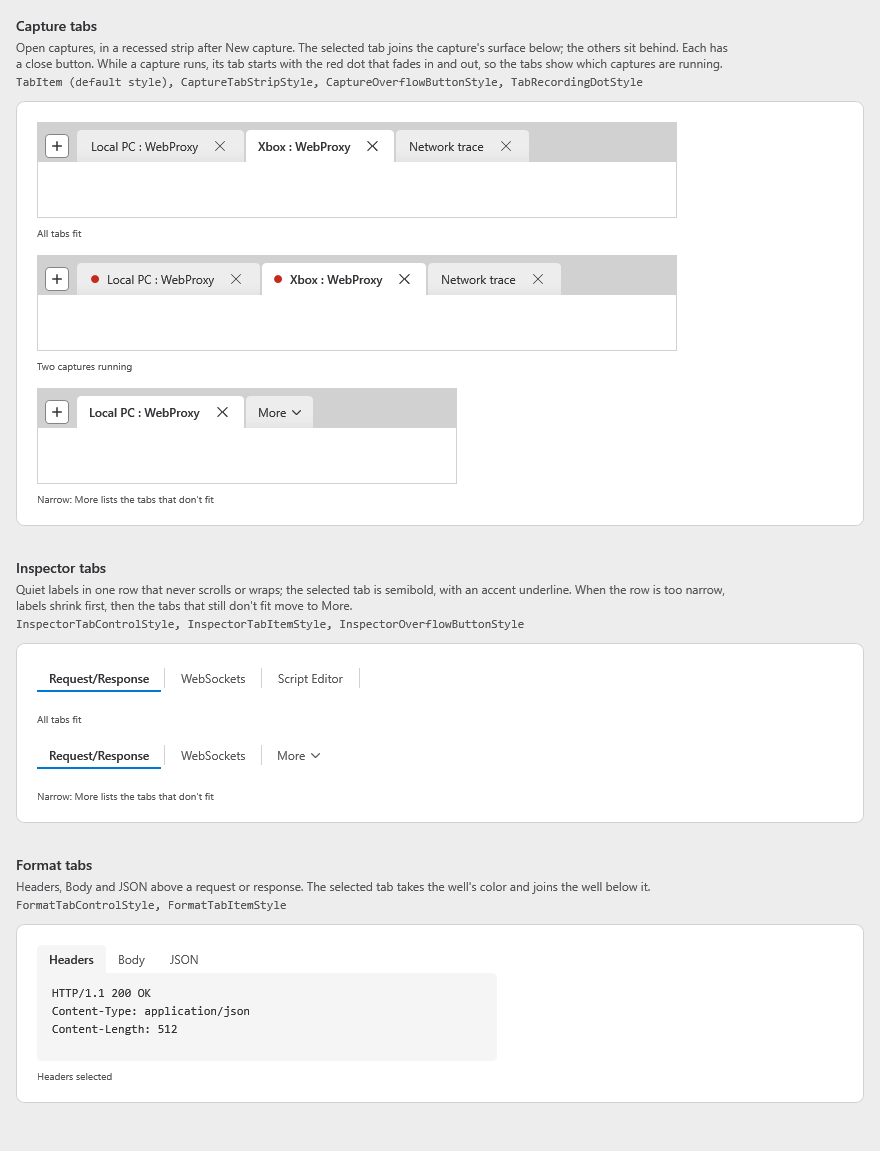 Capture tabs
Open captures, in a recessed strip after New capture. The selected tab joins the capture's surface below; the others sit behind. Each has
a close button. While a capture runs, its tab starts with the red dot that fades in and out, so the tabs show which captures are running.
TabItem (default style), CaptureTabStripStyle, CaptureOverflowButtonStyle, TabRecordingDotStyle
Local PC : WebProxy Xbox : WebProxy Network trace
All tabs fit
Local PC : WebProxy Xbox : WebProxy Network trace
Two captures running
Local PC : WebProxy More
Narrow: More lists the tabs that don't fit
Inspector tabs
Quiet labels in one row that never scrolls or wraps; the selected tab is semibold, with an accent underline. When the row is too narrow,
labels shrink first, then the tabs that still don't fit move to More.
InspectorTabControlStyle, InspectorTabItemStyle, InspectorOverflowButtonStyle
Request/Response WebSockets Script Editor
All tabs fit
Request/Response WebSockets More
Narrow: More lists the tabs that don't fit
Format tabs
Headers, Body and JSON above a request or response. The selected tab takes the well's color and joins the well below it.
FormatTabControlStyle, FormatTabItemStyle
Headers Body JSON
HTTP/1.1 200 OK
Content-Type: application/json
Content-Length: 512
Headers selected